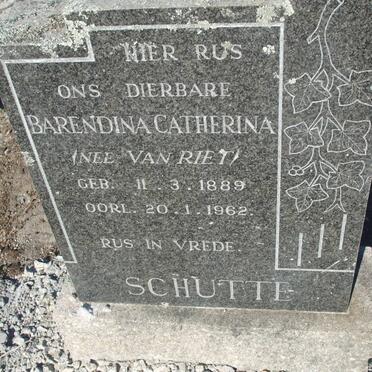 HIER RUS
ONS DIERBARE
BARENDINA CATHERINA
(NEE VAN RIET)
GEB. 11. 3. 1889
OORL. 20. 1. 1962.
RUS IN VREDE.
SCHUTTE